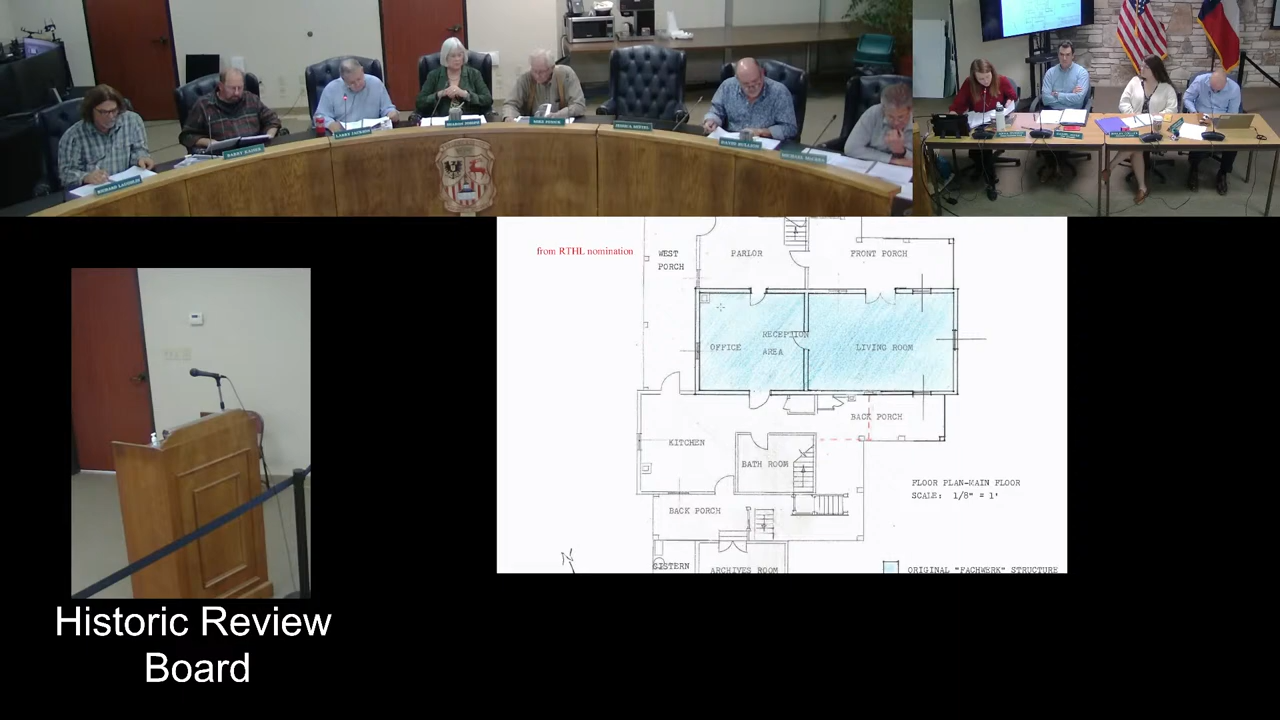 from RTHL nomination
WEST
PORCH
PARLOR
FRONT PORCH
OFFICE
RECEPTION
AREA
LIVING ROOM
BACK PORCH
KITCHEN
BATH ROOM
FLOOR PLAN-MAIN FLOOR
SCALE: 1/8" = 1'
BACK PORCH
CISTERN
ARCHIVES ROOM
ORIGINAL "FACHWERK" STRUCTURE
Historic Review
Board